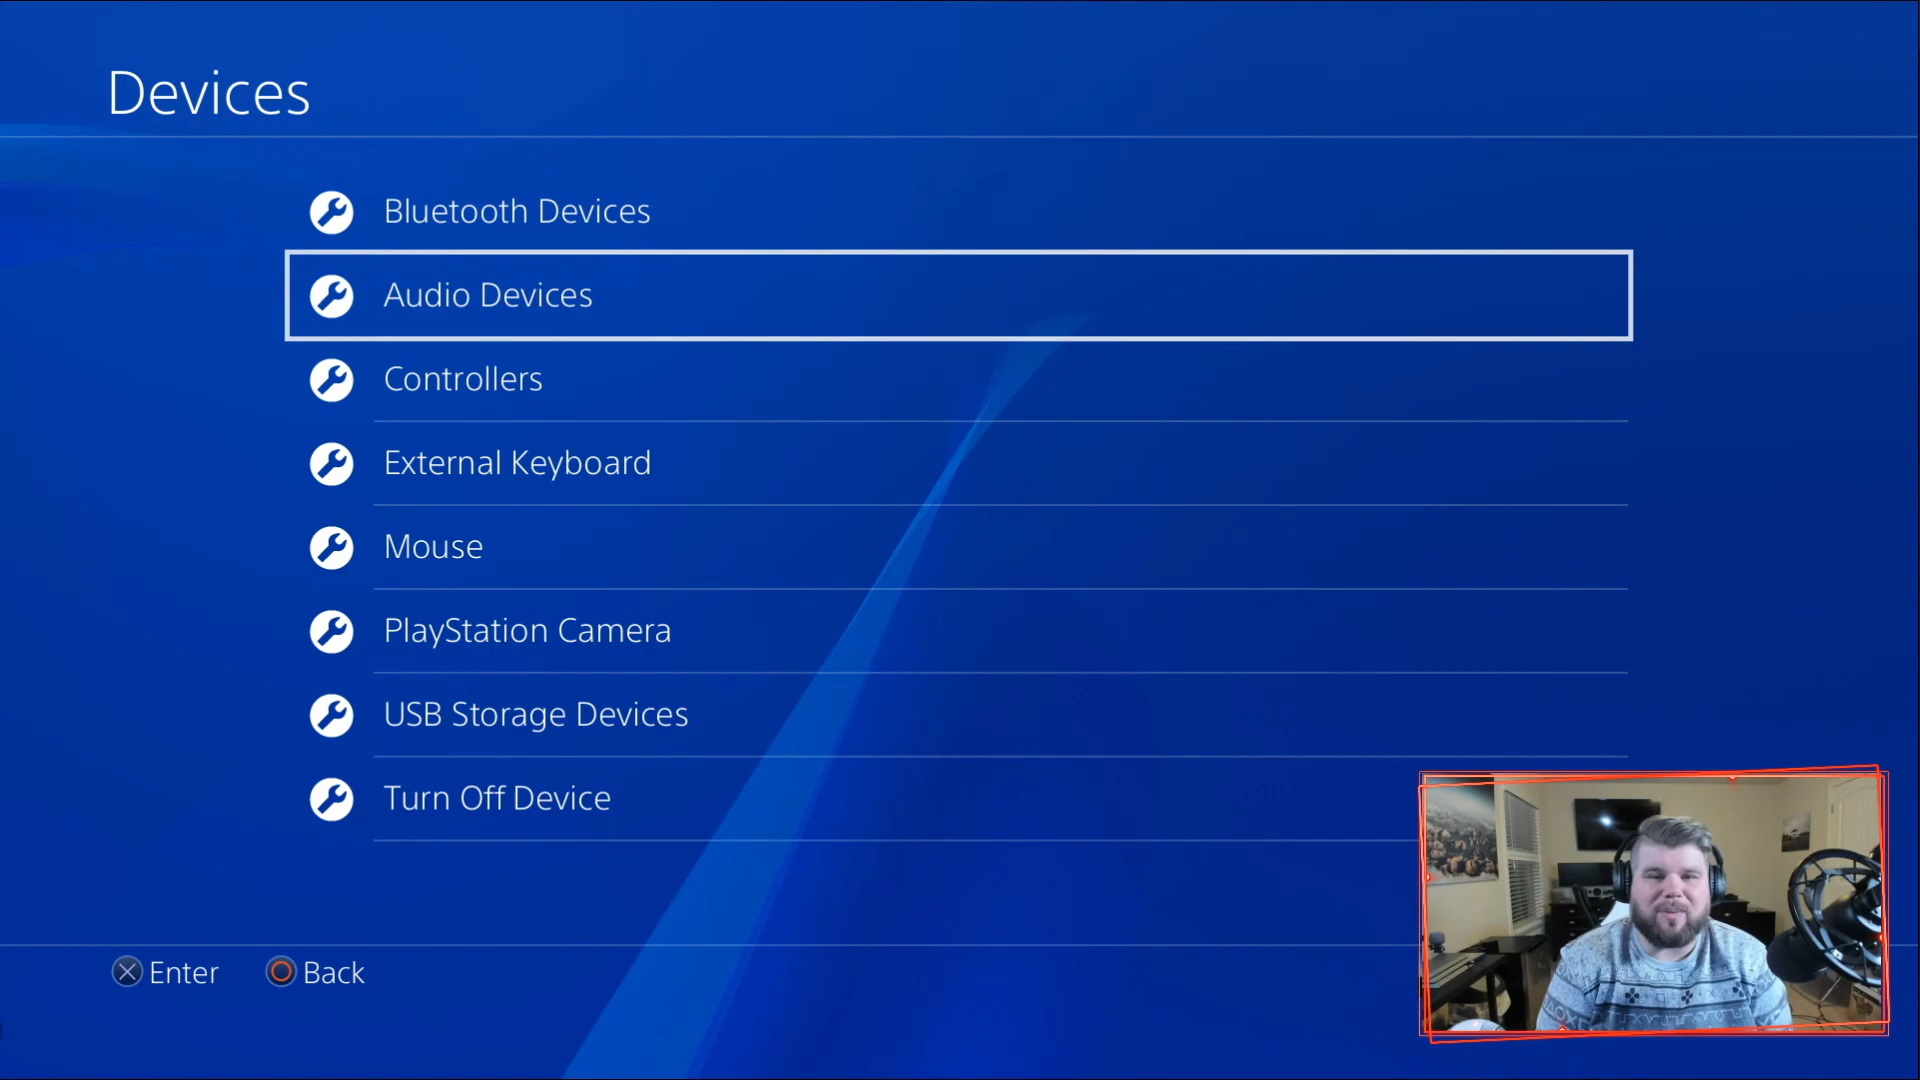 Devices
Bluetooth Devices
Audio Devices
Controllers
External Keyboard
Mouse
PlayStation Camera
USB Storage Devices
Turn Off Device
Enter
Back